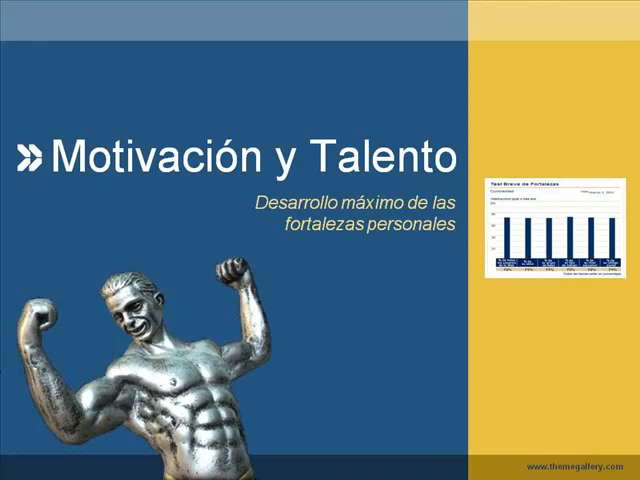 Motivación y Talento
Desarrollo máximo de las
fortalezas personales
Test Breve de Fortalezas
www.themegallery.com